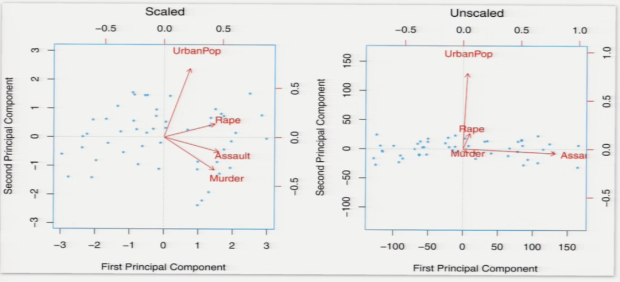 Scaled
−0.5 0.0 0.5
UrbanPop
Rape
Assault
Murder
Second Principal Component
3
2
1
0
−1
−2
−3
0.5
0.0
−0.5
−3 −2 −1 0 1 2 3
First Principal Component
Unscaled
−0.5 0.0 0.5 1.0
UrbanPop
Rape
Murder
Assau
Second Principal Component
150
100
50
0
−50
−100
1.0
0.5
0.0
−0.5
−100 −50 0 50 100 150
First Principal Component